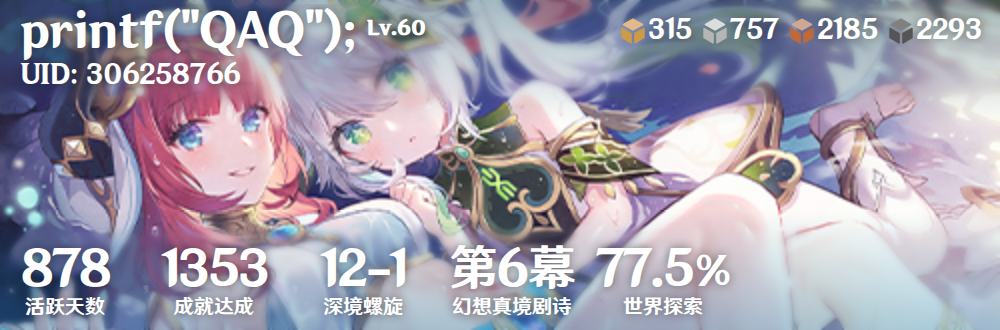 printf("QAQ"); Lv.60
315 757 2185 2293
UID: 306258766
878 1353 12-1 第6幕 77.5%
活跃天数 成就达成 深境螺旋 幻想真境剧诗 世界探索